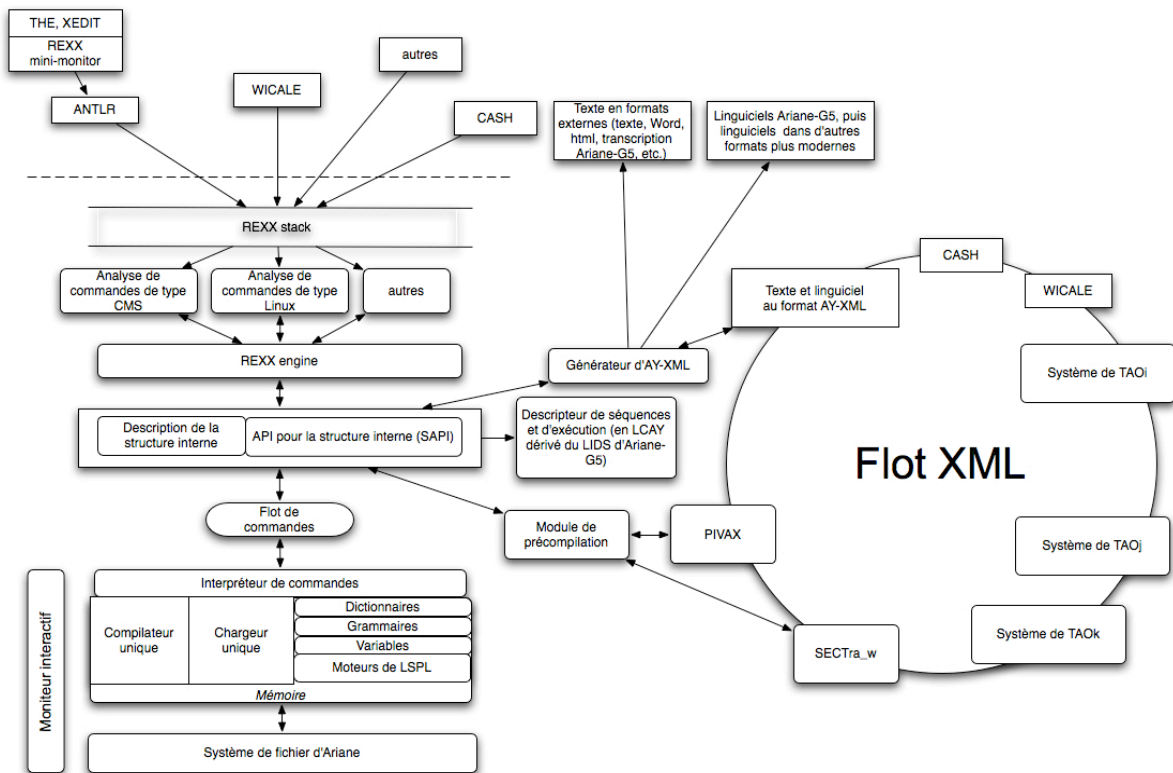 THE, XEDIT
REXX
mini-monitor
ANTLR
WICALE
autres
CASH
Texte en formats
externes (texte, Word,
html, transcription
Ariane-G5, etc.)
Linguiciels Ariane-G5, puis
linguiciels dans d'autres
formats plus modernes
REXX stack
Analyse de
commandes de type
CMS
Analyse de
commandes de type
Linux
autres
REXX engine
Générateur d'AY-XML
Texte et linguiciel
au format AY-XML
CASH
WICALE
Système de TAOi
Description de la
structure interne
API pour la structure interne (SAPI)
Descripteur de séquences
et d'exécution (en LCAY
dérivé du LIDS d'Ariane-
G5)
Flot XML
Flot de
commandes
Module de
précompilation
PIVAX
Système de TAOj
Système de TAOk
SECTra_w
Moniteur interactif
Interpréteur de commandes
Compilateur
unique
Chargeur
unique
Dictionnaires
Grammaires
Variables
Moteurs de LSPL
Mémoire
Système de fichier d'Ariane